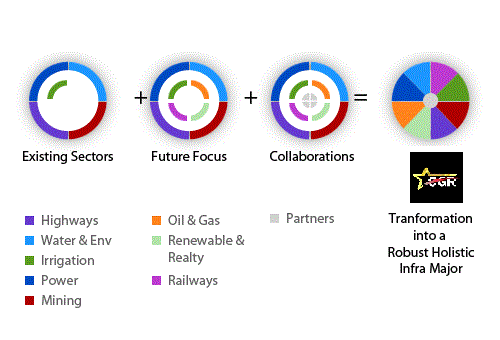 + + =
Existing Sectors
Future Focus
Collaborations
Highways
Water & Env
Irrigation
Power
Mining
Oil & Gas
Renewable &
Realty
Railways
Partners
Tranformation
into a
Robust Holistic
Infra Major